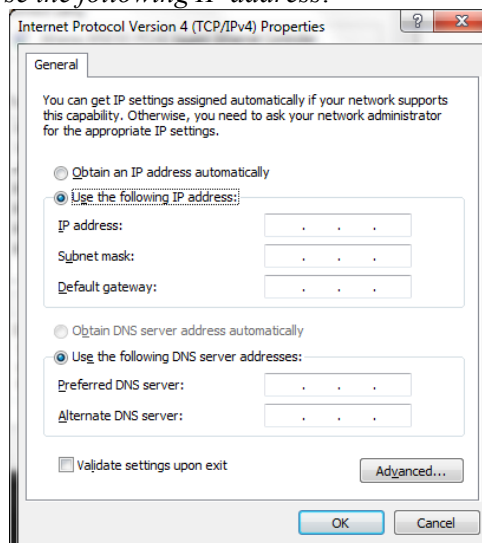 se the following IP address.
Internet Protocol Version 4 (TCP/IPv4) Properties
General
You can get IP settings assigned automatically if your network supports
this capability. Otherwise, you need to ask your network administrator
for the appropriate IP settings.
Obtain an IP address automatically
Use the following IP address:
IP address:
Subnet mask:
Default gateway:
Obtain DNS server address automatically
Use the following DNS server addresses:
Preferred DNS server:
Alternate DNS server:
Validate settings upon exit
Advanced...
OK Cancel